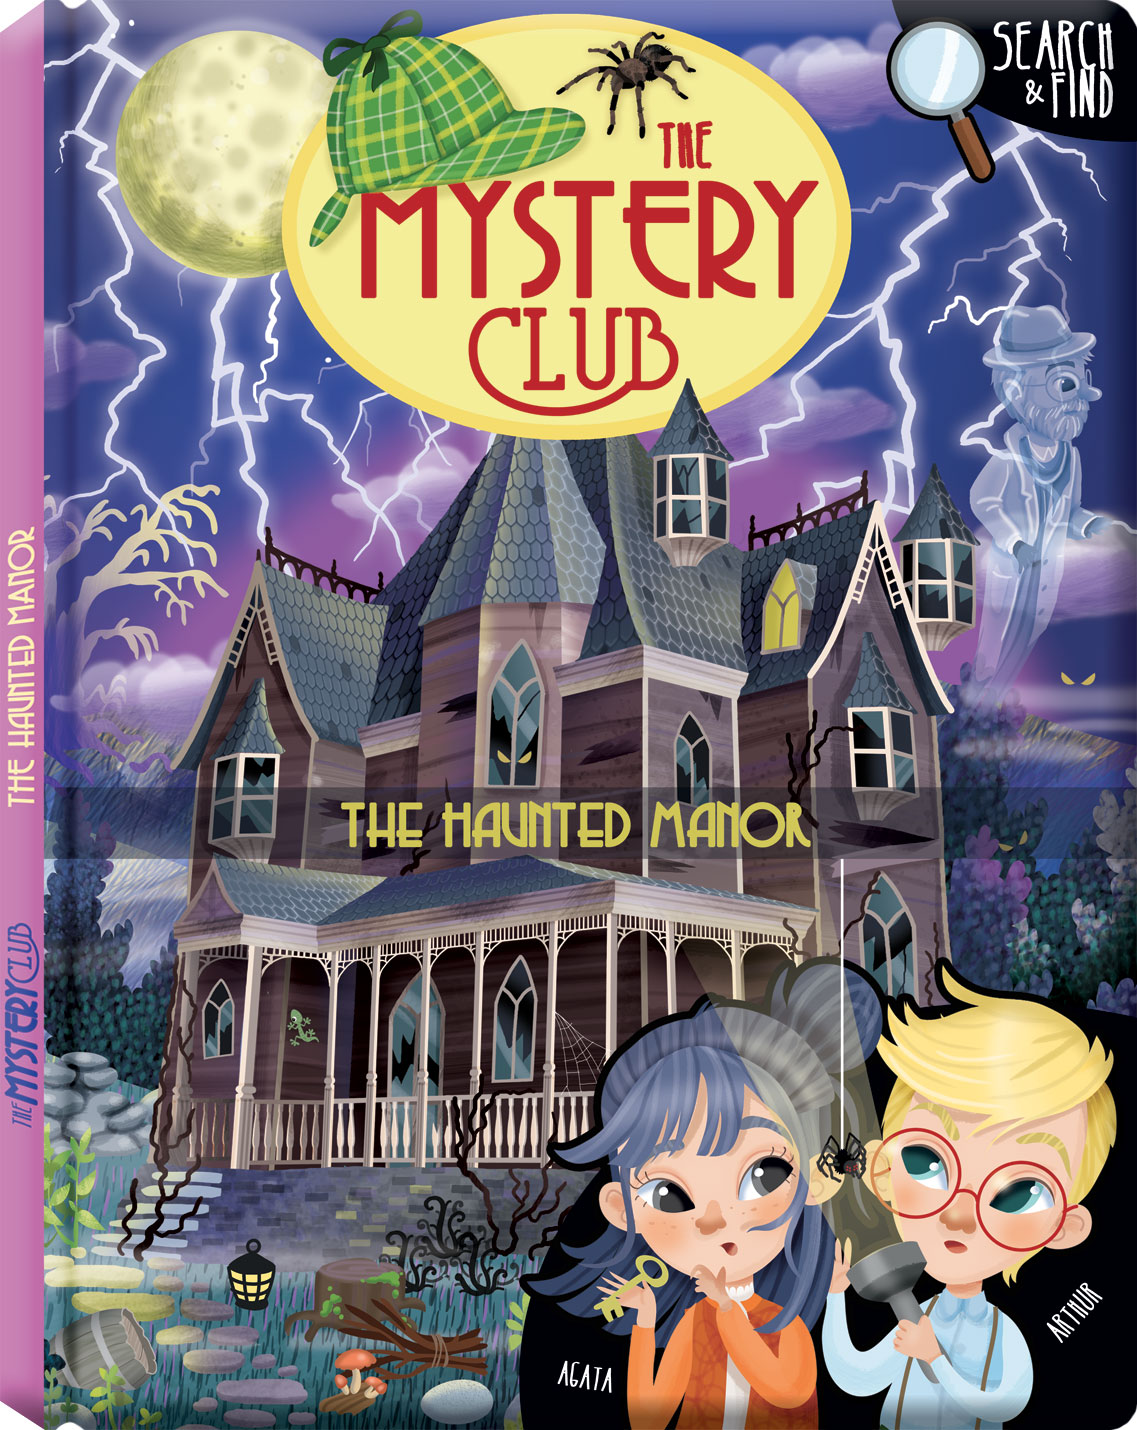 SEARCH
& FIND
THE
MYSTERY
CLUB
THE HAUNTED MANOR
THE HAUNTED MANOR
THE MYSTERY CLUB
AGATA
ARTHUR